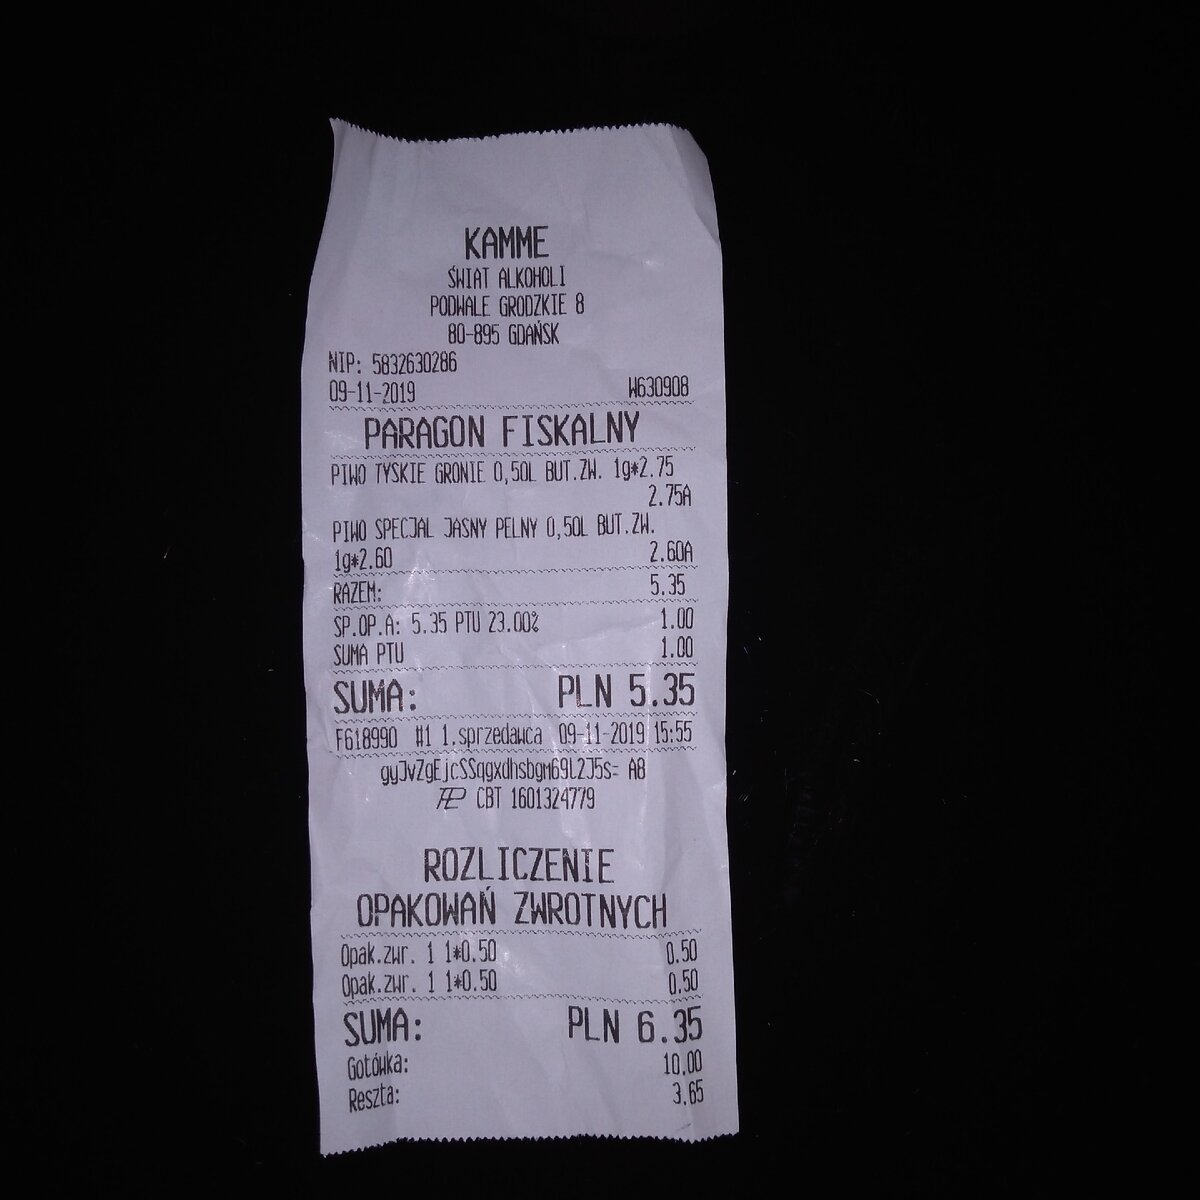 KAMME
ŚWIAT ALKOHOLI
PODWALE GRODZKIE 8
80-895 GDAŃSK
NIP: 5832630286
09-11-2019 W630908
PARAGON FISKALNY
PIWO TYSKIE GRONIE 0,50L BUT.ZW. 1g*2.75
2.75A
PIWO SPECJAL JASNY PELNY 0,50L BUT.ZW.
1g*2.60 2.60A
RAZEM: 5.35
SP.OP.A: 5.35 PTU 23.00% 1.00
SUMA PTU 1.00
SUMA: PLN 5.35
F618990 #1 1.sprzedawca 09-11-2019 15:55
gyJvZgEjcSSqgxdhsbgm69L2J5s= A8
CBT 1601324779
ROZLICZENIE
OPAKOWAŃ ZWROTNYCH
Opak.zwr. 1 1*0.50 0.50
Opak.zwr. 1 1*0.50 0.50
SUMA: PLN 6.35
Gotówka: 10,00
Reszta: 3,65